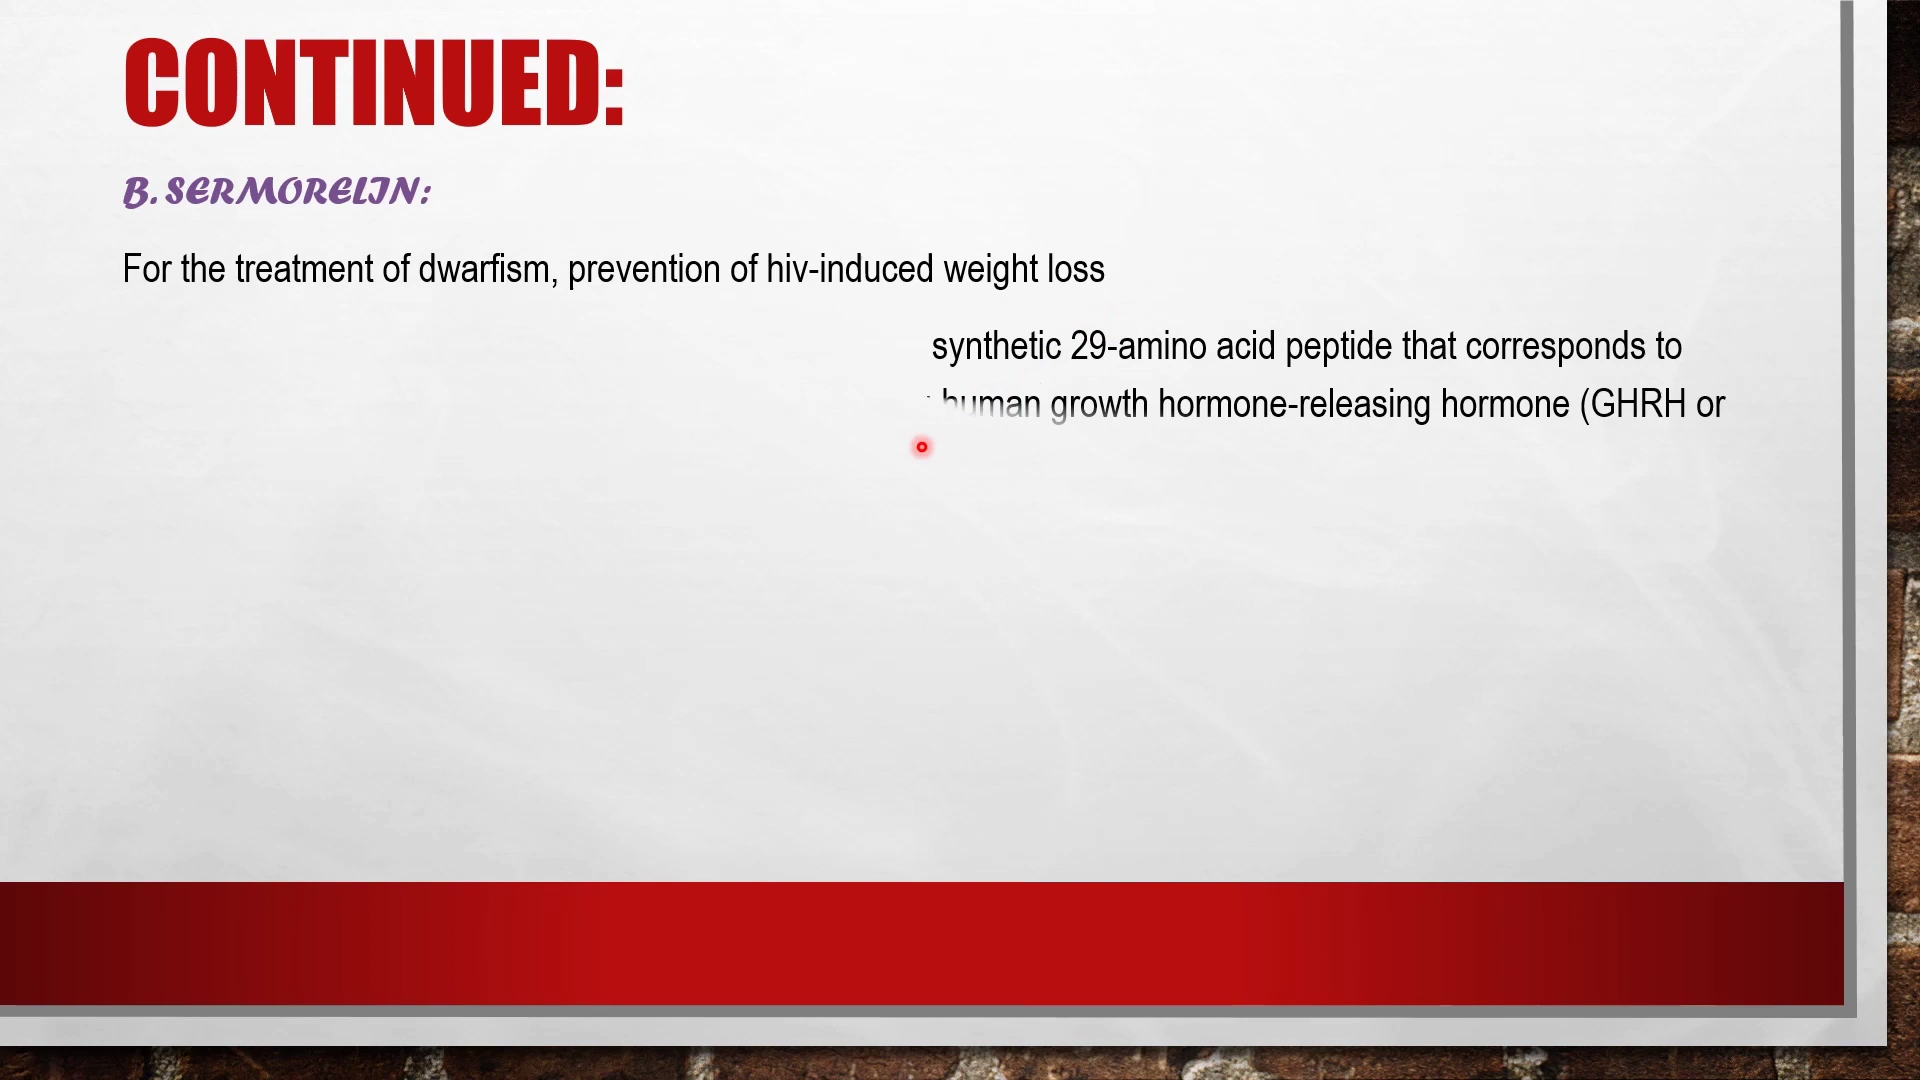 CONTINUED:
B. SERMORELIN:
For the treatment of dwarfism, prevention of hiv-induced weight loss
synthetic 29-amino acid peptide that corresponds to
human growth hormone-releasing hormone (GHRH or